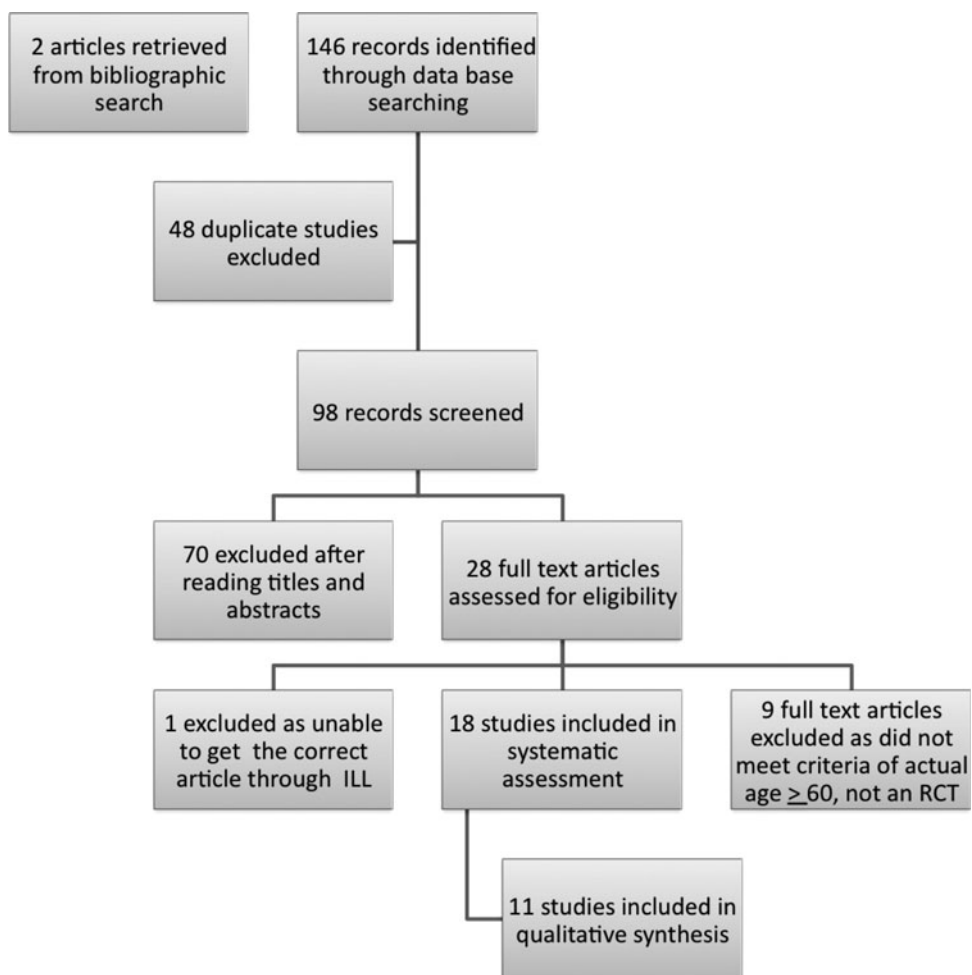 2 articles retrieved
from bibliographic
search
146 records identified
through data base
searching
48 duplicate studies
excluded
98 records screened
70 excluded after
reading titles and
abstracts
28 full text articles
assessed for eligibility
1 excluded as unable
to get the correct
article through ILL
18 studies included in
systematic
assessment
9 full text articles
excluded as did not
meet criteria of actual
age ≥60, not an RCT
11 studies included in
qualitative synthesis